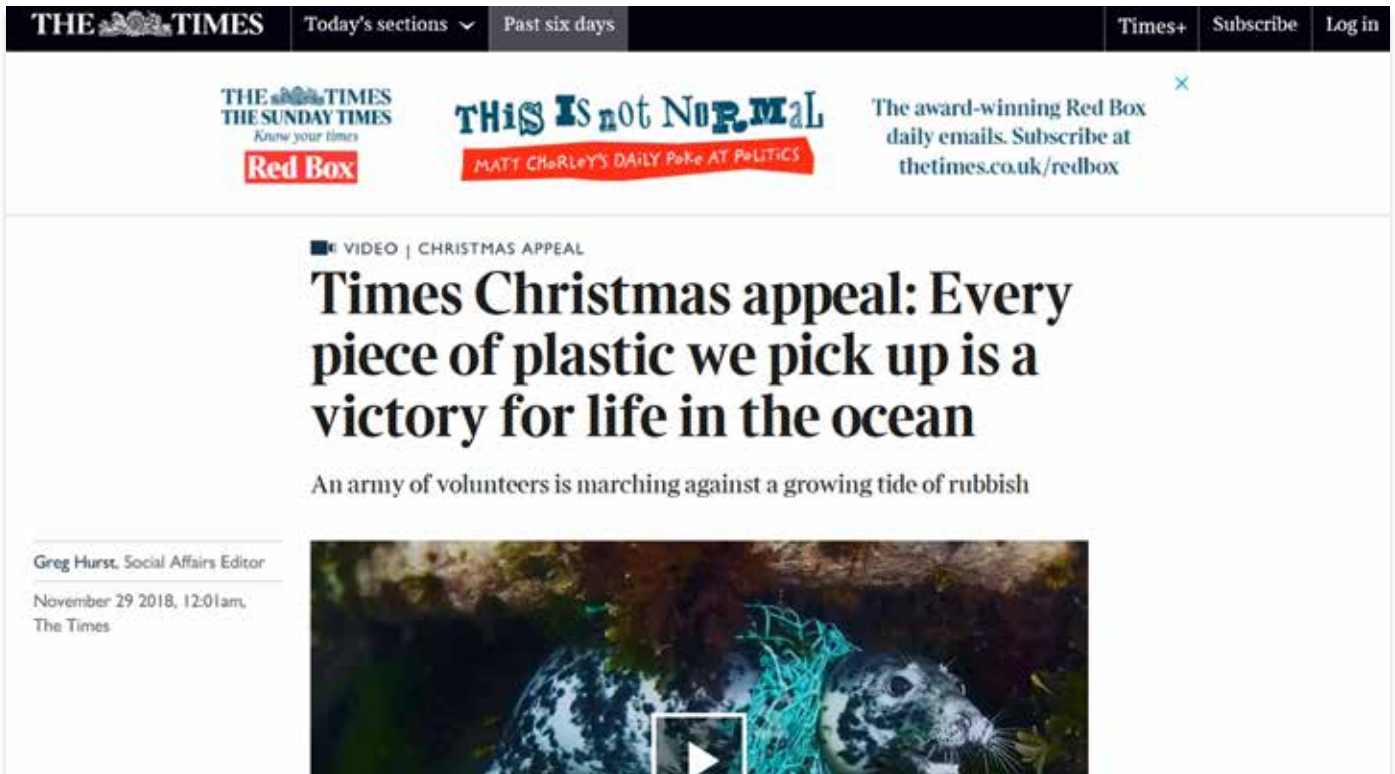 THE TIMES
Today's sections
Past six days
Times+
Subscribe
Log in
THE TIMES
THE SUNDAY TIMES
Know your times
Red Box
THiS IS not NORMaL
MATT CHoRLeY'S DAiLY PoKe AT PoLiTiCS
The award-winning Red Box
daily emails. Subscribe at
thetimes.co.uk/redbox
VIDEO | CHRISTMAS APPEAL
Times Christmas appeal: Every
piece of plastic we pick up is a
victory for life in the ocean
An army of volunteers is marching against a growing tide of rubbish
Greg Hurst, Social Affairs Editor
November 29 2018, 12:01am,
The Times